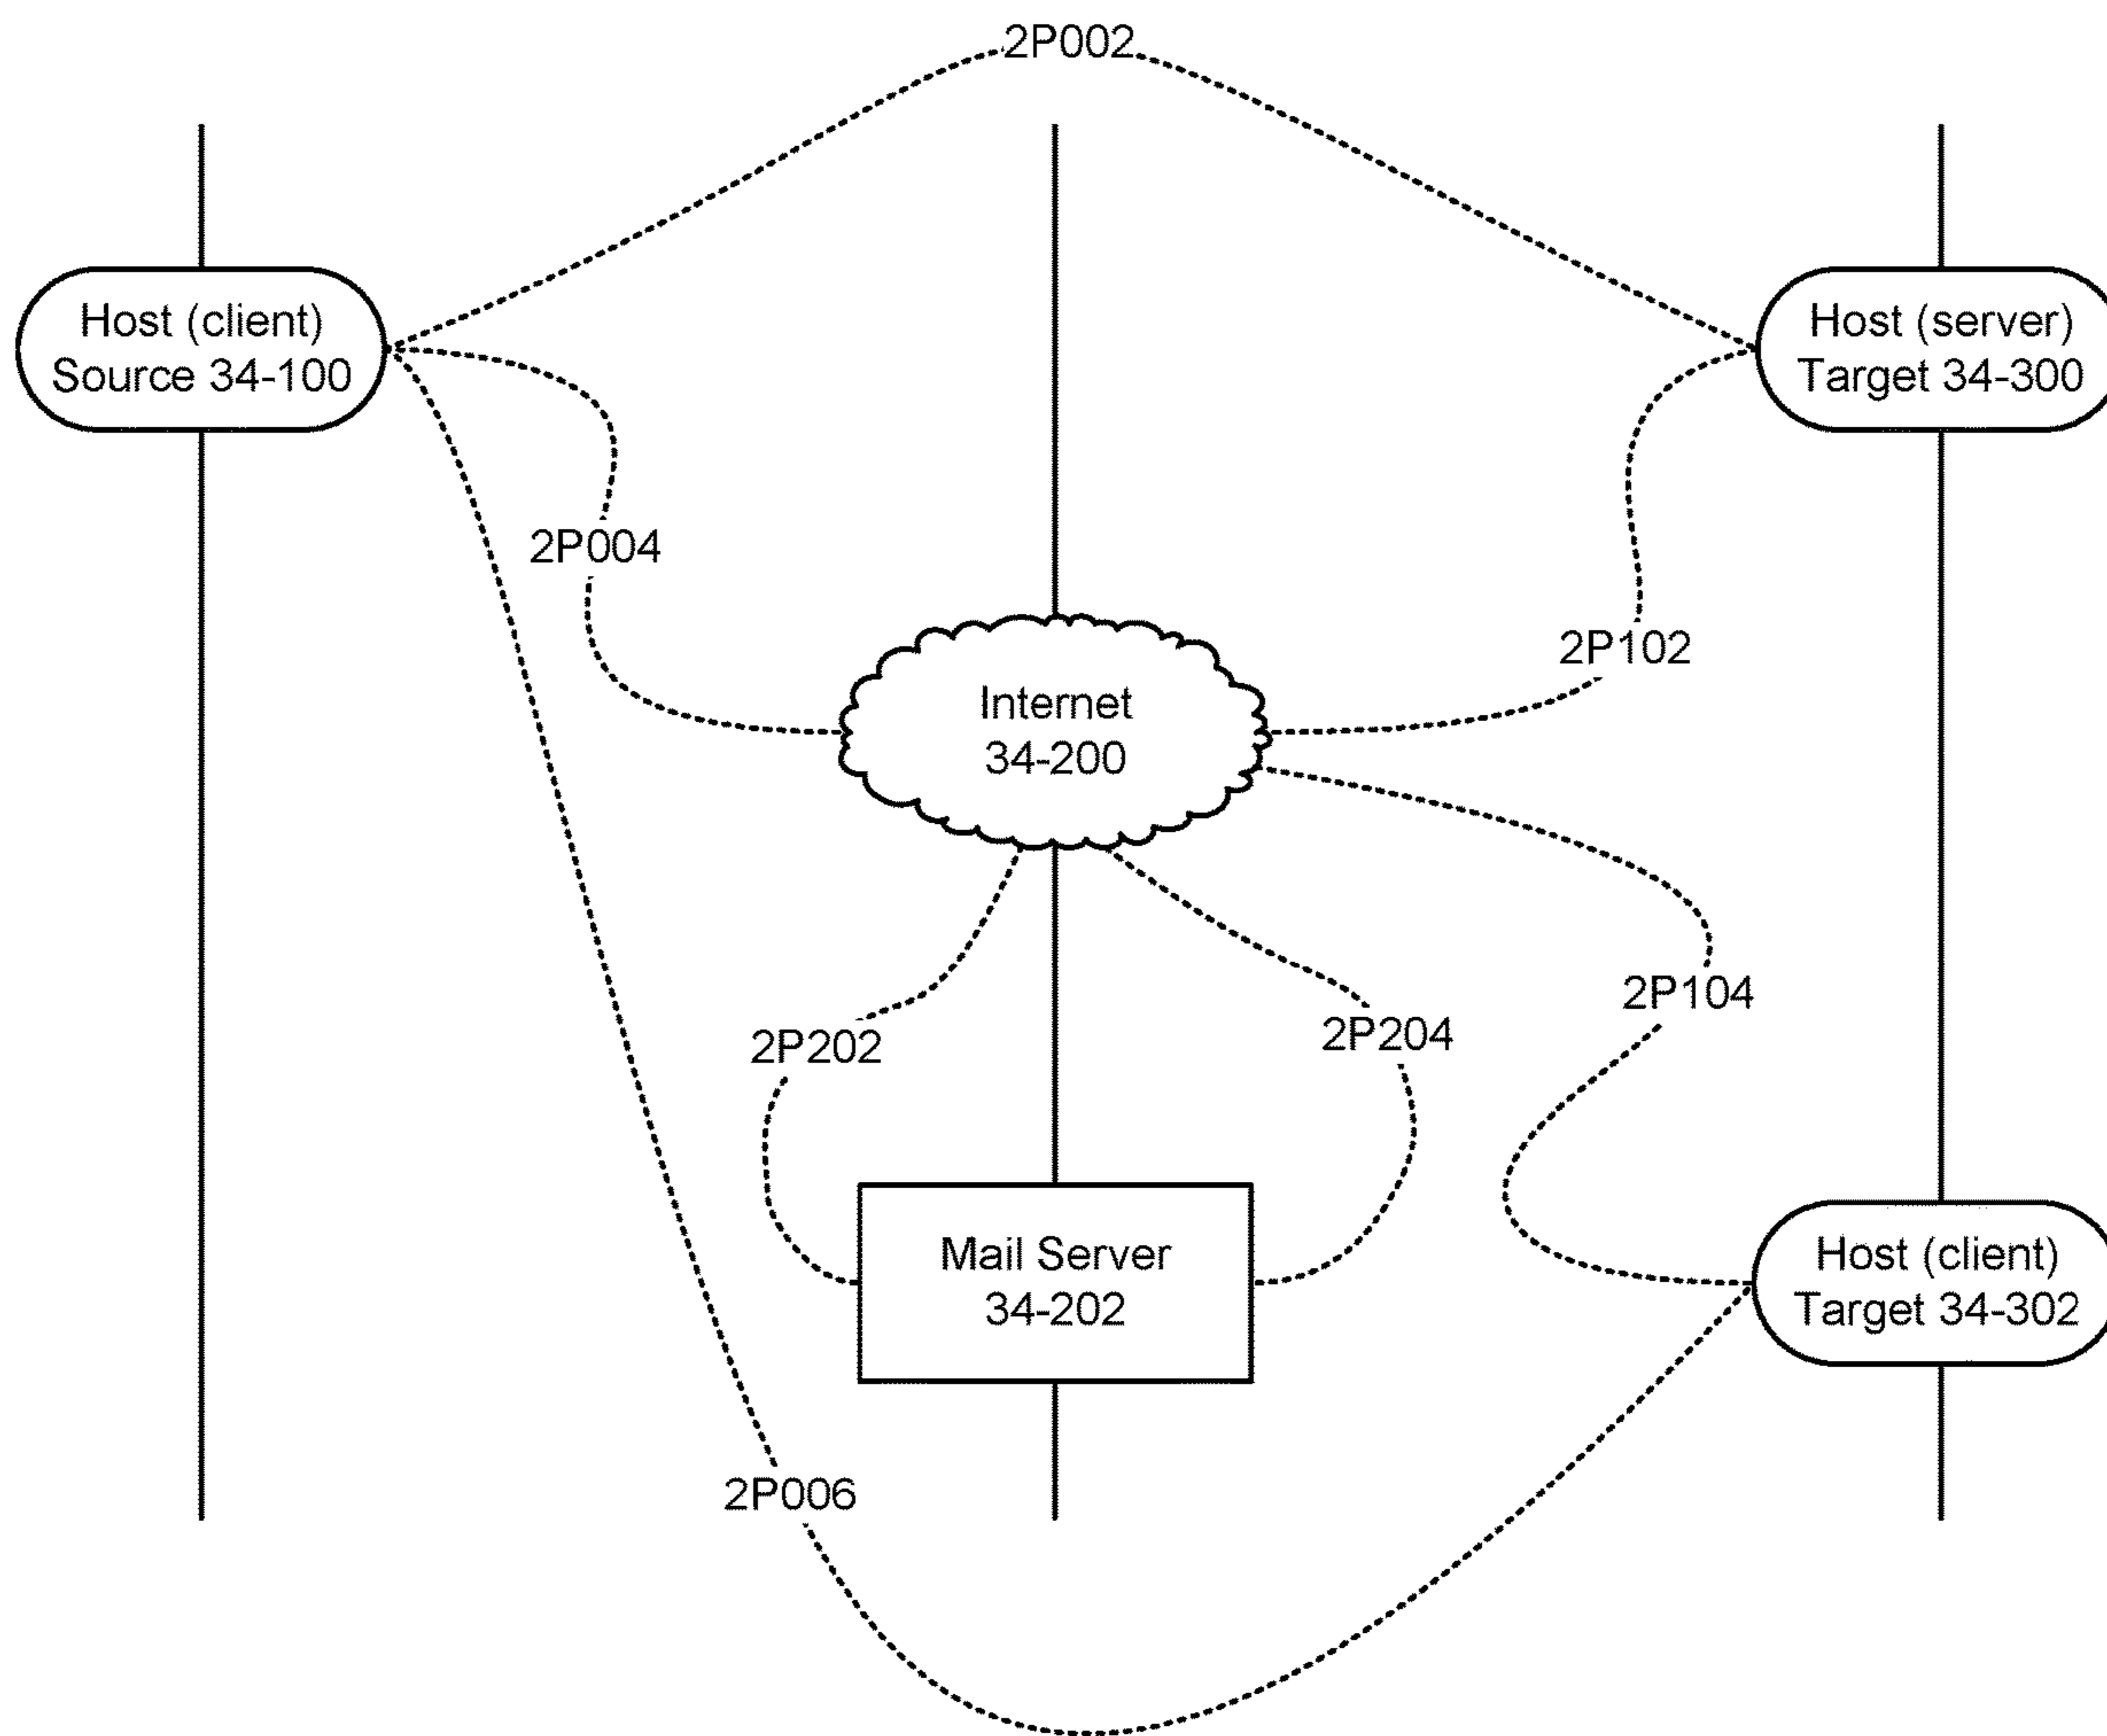 2P002
Host (client)
Source 34-100
Host (server)
Target 34-300
2P004
2P102
Internet
34-200
2P104
2P202
2P204
Mail Server
34-202
Host (client)
Target 34-302
2P006